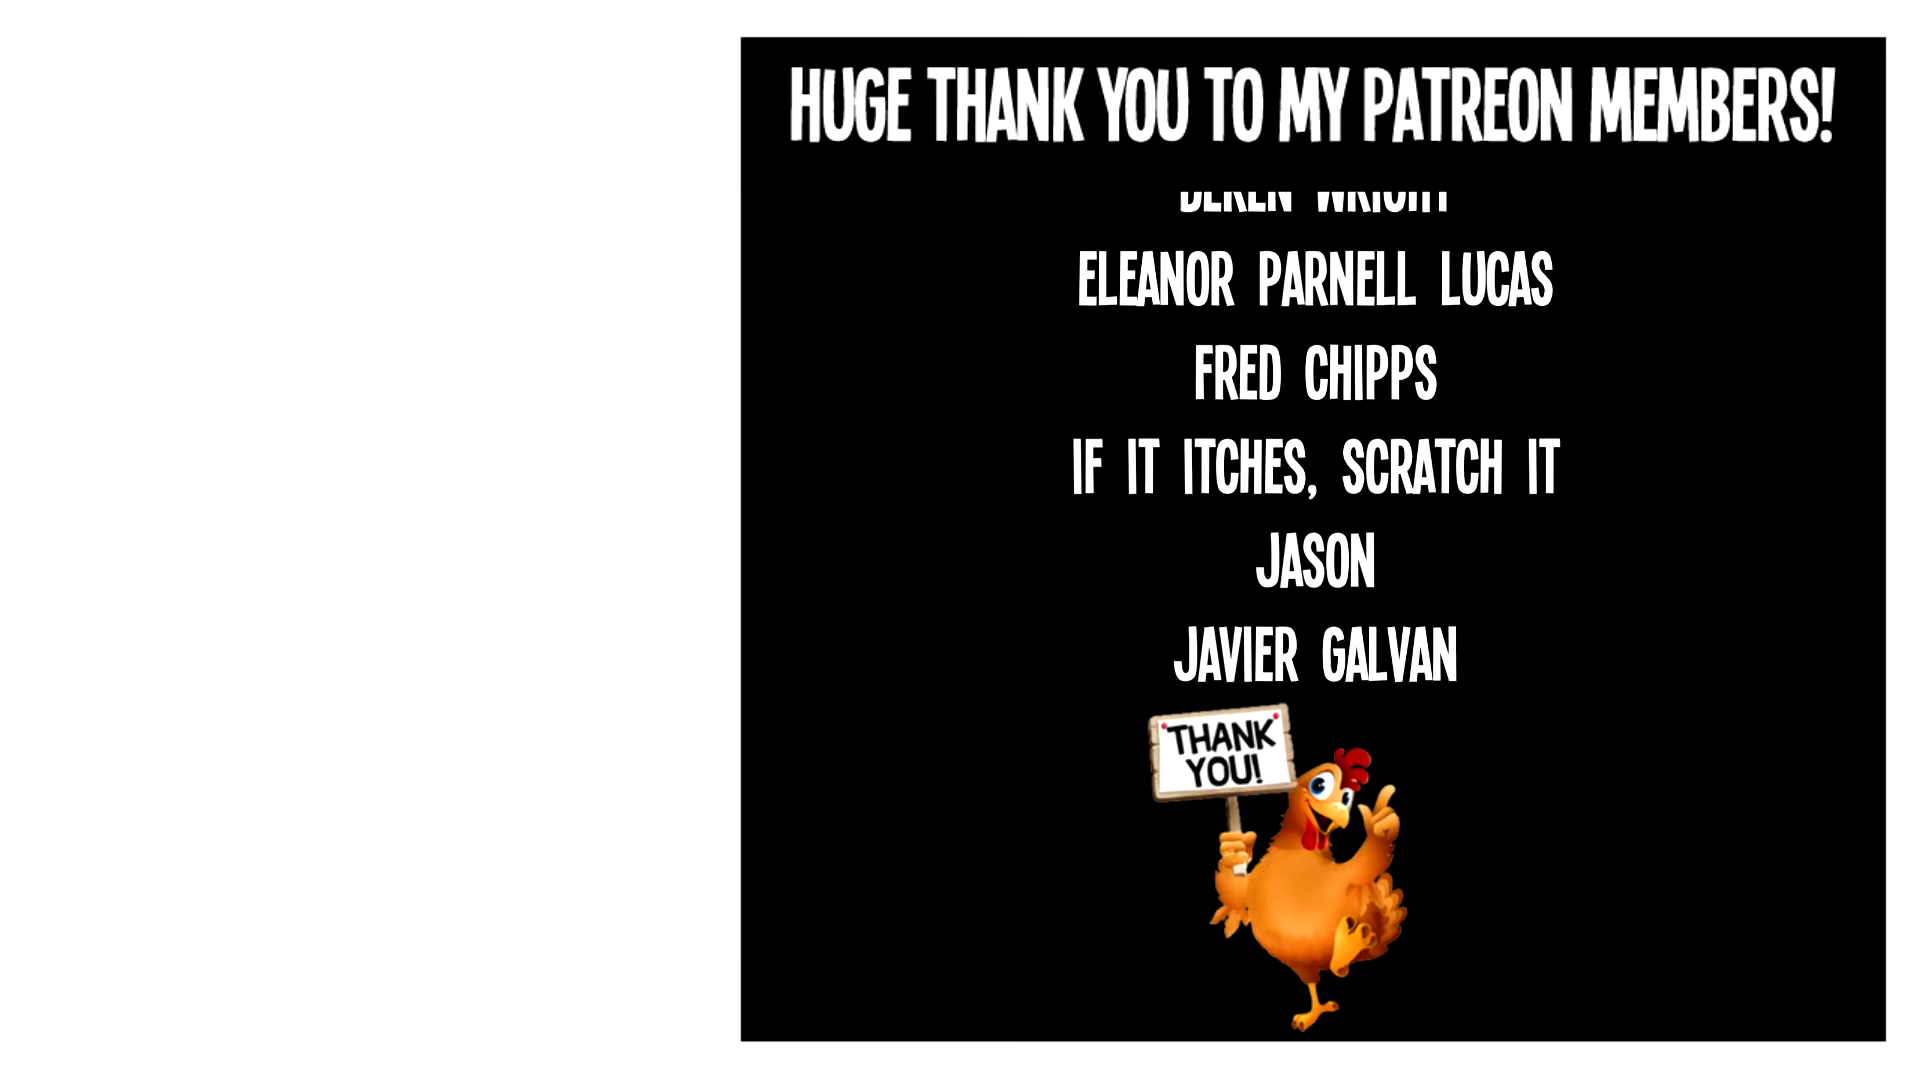 HUGE THANK YOU TO MY PATREON MEMBERS!
ELEANOR PARNELL LUCAS
FRED CHIPPS
IF IT ITCHES, SCRATCH IT
JASON
JAVIER GALVAN
THANK
YOU!